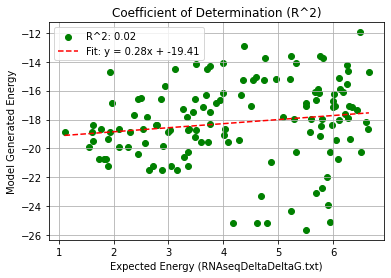 Coefficient of Determination (R^2)
R^2: 0.02
Fit: y = 0.28x + -19.41
Model Generated Energy
−12
−14
−16
−18
−20
−22
−24
−26
1 2 3 4 5 6
Expected Energy (RNAseqDeltaDeltaG.txt)